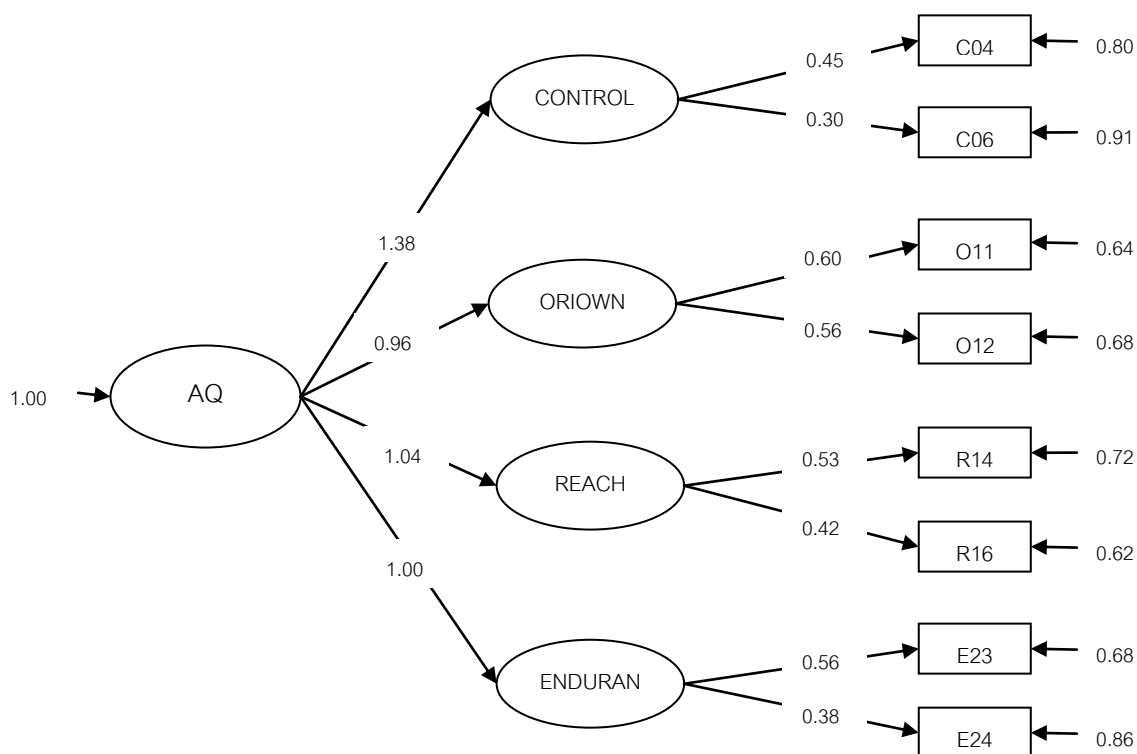 C04
0.80
0.45
CONTROL
0.30
C06
0.91
1.38
O11
0.64
0.60
ORIOWN
0.56
O12
0.68
0.96
1.00
AQ
R14
0.72
0.53
1.04
REACH
0.42
R16
0.62
1.00
E23
0.68
0.56
ENDURAN
0.38
E24
0.86